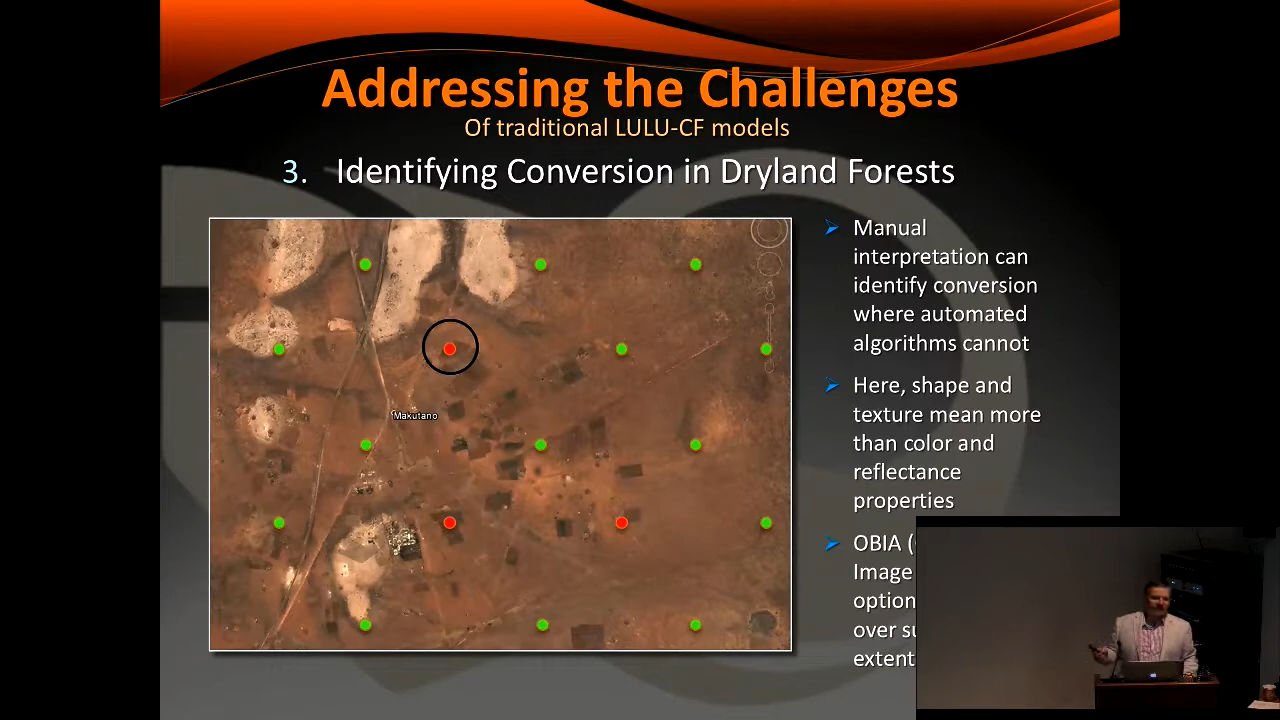 Addressing the Challenges
Of traditional LULU-CF models
3. Identifying Conversion in Dryland Forests
Manual
interpretation can
identify conversion
where automated
algorithms cannot
Here, shape and
texture mean more
than color and
reflectance
properties
OBIA (
Image
option
over su
extent
Makutano